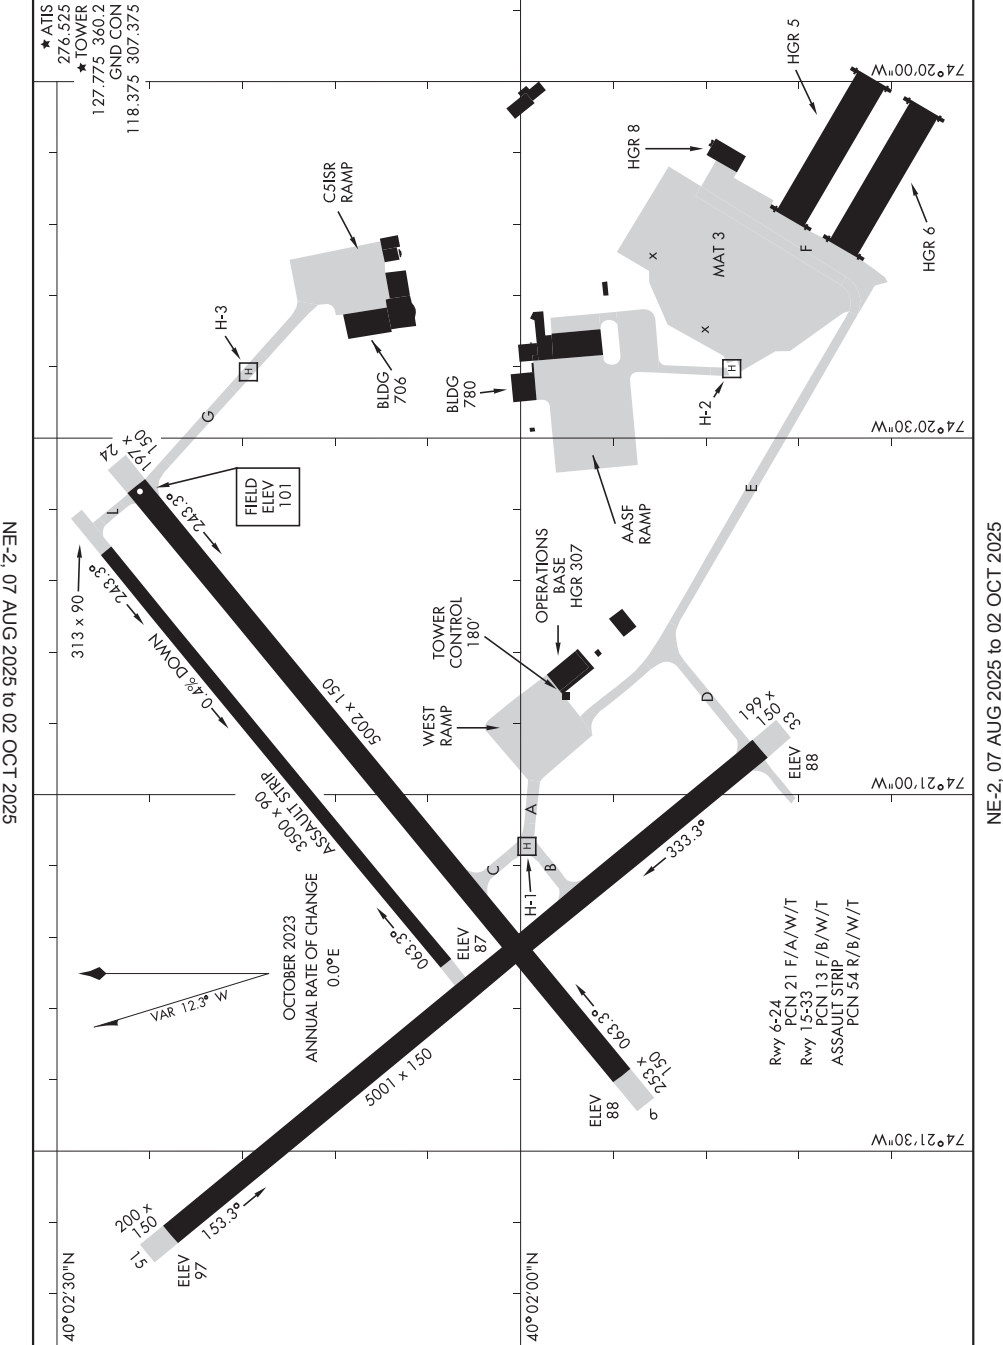 ★ ATIS
276.525
★ TOWER
127.775 360.2
GND CON
118.375 307.375
HGR 5
74°20'00"W
HGR 8
HGR 6
C5ISR
RAMP
MAT 3
F
x
x
H-3
H
BLDG
706
BLDG
780
H
H-2
G
74°20'30"W
24
197 x
150
L
243.3°
FIELD
ELEV
101
E
AASF
RAMP
313 x 90
243.3°
0.4% DOWN
OPERATIONS
BASE
HGR 307
TOWER
CONTROL
180'
WEST
RAMP
5002 x 150
D
199 x
150
33
ELEV
88
74°21'00"W
ASSAULT STRIP
3500 x 90
A
H
C
B
H-1
333.3°
063.3°
ELEV
87
OCTOBER 2023
ANNUAL RATE OF CHANGE
0.0°E
VAR 12.3° W
Rwy 6-24
PCN 21 F/A/W/T
Rwy 15-33
PCN 13 F/B/W/T
ASSAULT STRIP
PCN 54 R/B/W/T
5001 x 150
063.3°
253 x
150
6
ELEV
88
74°21'30"W
200 x
150
15
153.3°
ELEV
97
40°02'30"N
40°02'00"N
NE-2, 07 AUG 2025 to 02 OCT 2025
NE-2, 07 AUG 2025 to 02 OCT 2025